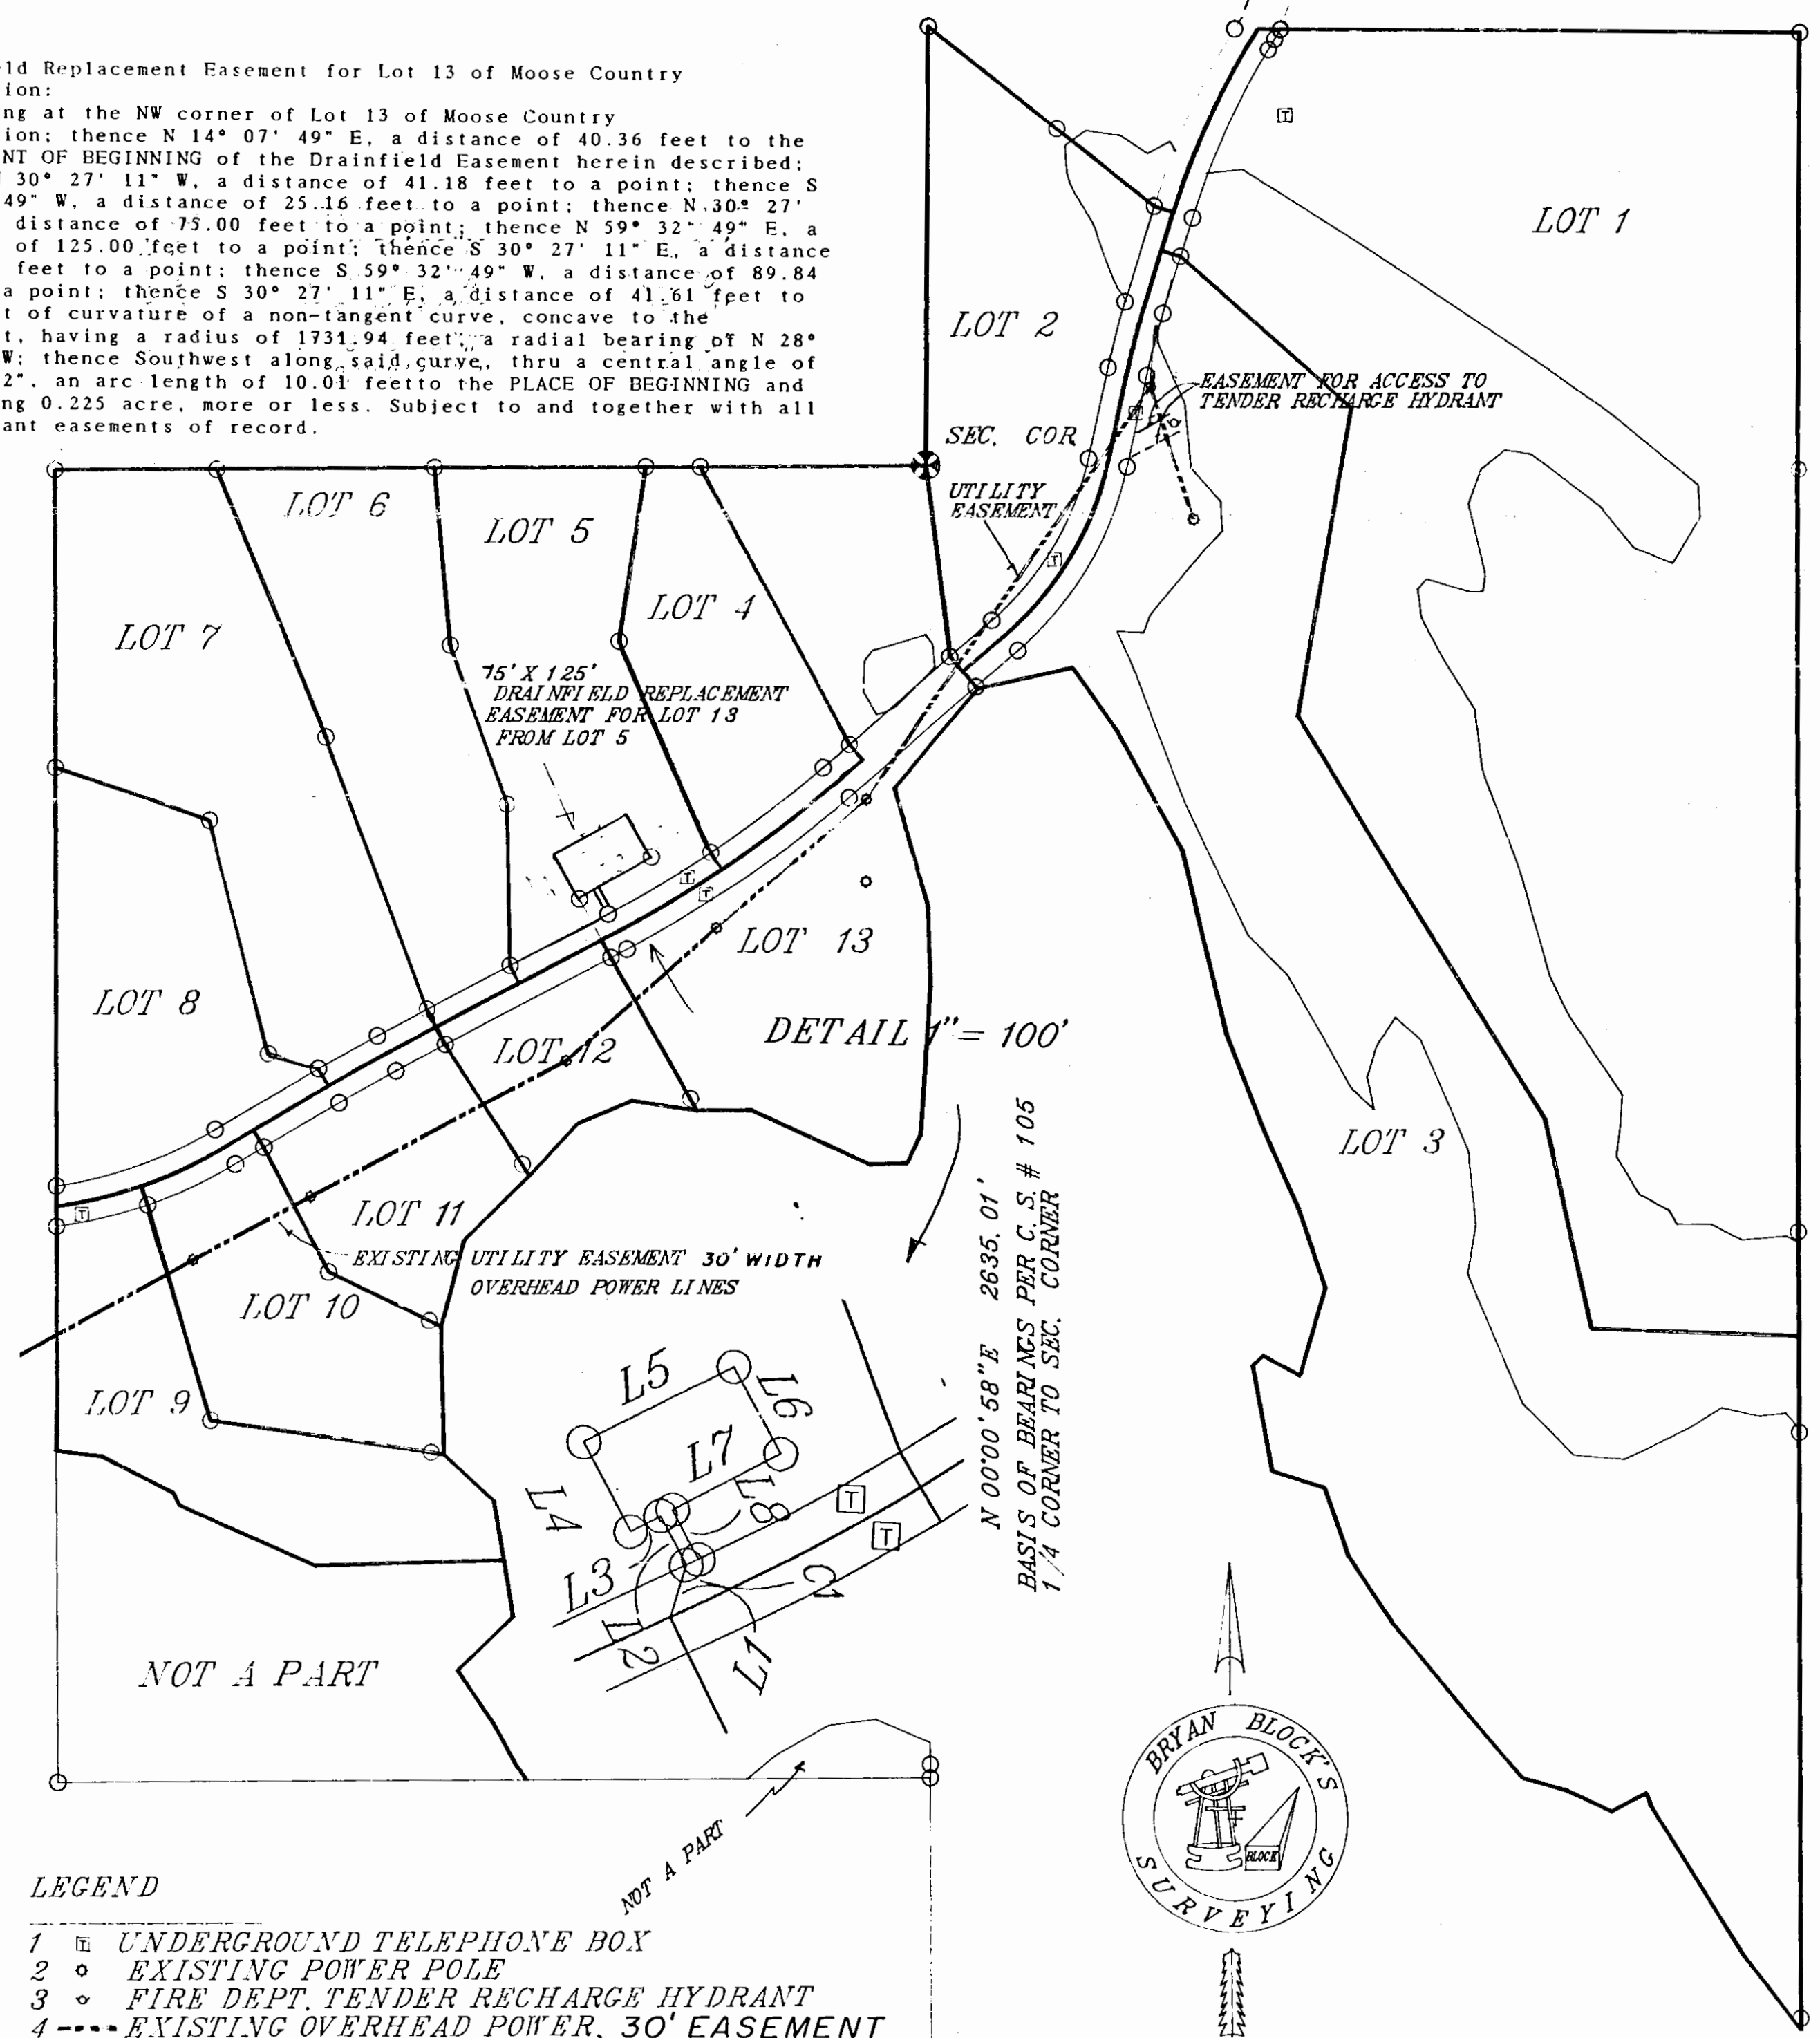 ld Replacement Easement for Lot 13 of Moose Country
ion:
ng at the NW corner of Lot 13 of Moose Country
ion; thence N 14° 07' 49" E, a distance of 40.36 feet to the
NT OF BEGINNING of the Drainfield Easement herein described;
30° 27' 11" W, a distance of 41.18 feet to a point; thence S
49" W, a distance of 25.16 feet to a point; thence N 30° 27'
distance of 75.00 feet to a point; thence N 59° 32' 49" E, a
of 125.00 feet to a point; thence S 30° 27' 11" E, a distance
feet to a point; thence S 59° 32' 49" W, a distance of 89.84
a point; thence S 30° 27' 11" E, a distance of 41.61 feet to
t of curvature of a non-tangent curve, concave to the
t, having a radius of 1731.94 feet, a radial bearing of N 28°
W; thence Southwest along said curve, thru a central angle of
2", an arc length of 10.01 feetto the PLACE OF BEGINNING and
ng 0.225 acre, more or less. Subject to and together with all
ant easements of record.
LOT 1
LOT 2
EASEMENT FOR ACCESS TO
TENDER RECHARGE HYDRANT
SEC. COR
UTILITY
EASEMENT
LOT 6
LOT 5
LOT 4
LOT 7
75' X 125'
DRAINFIELD REPLACEMENT
EASEMENT FOR LOT 13
FROM LOT 5
T
T
T
T
T
T
LOT 13
LOT 8
DETAIL 1"= 100'
LOT 12
LOT 3
LOT 11
EXISTING UTILITY EASEMENT 30' WIDTH
OVERHEAD POWER LINES
LOT 10
LOT 9
N 00°00'58"E 2635.01'
BASIS OF BEARINGS PER C. S. # 105
1/4 CORNER TO SEC. CORNER
L5
L6
L7
L4
L8
T
T
L3
C1
L2
L1
NOT A PART
NOT A PART
BRYAN BLOCK'S
BLOCK
SURVEYING
LEGEND
1 T UNDERGROUND TELEPHONE BOX
2 EXISTING POWER POLE
3 FIRE DEPT. TENDER RECHARGE HYDRANT
4 ---- EXISTING OVERHEAD POWER, 30' EASEMENT